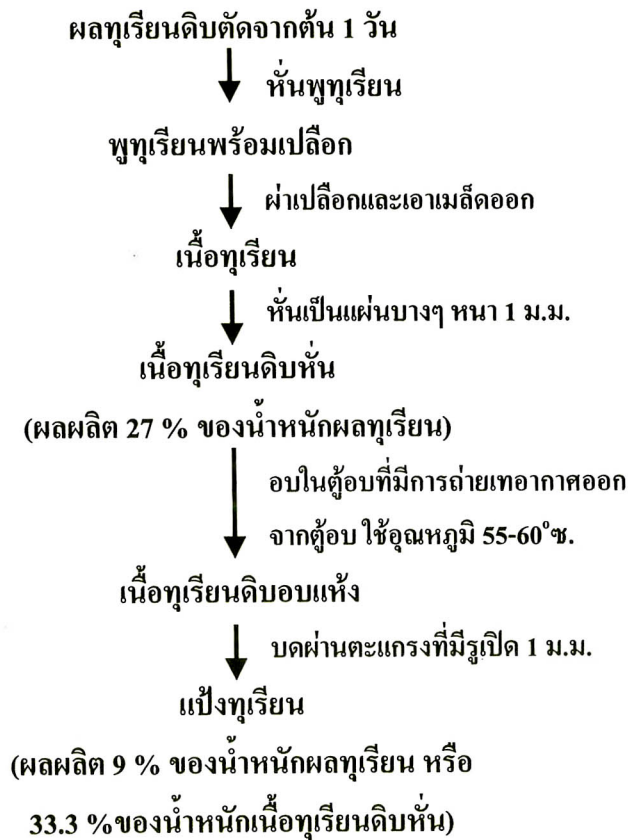 ผลทุเรียนดิบตัดจากต้น 1 วัน
หั่นพูทุเรียน
พูทุเรียนพร้อมเปลือก
ผ่าเปลือกและเอาเมล็ดออก
เนื้อทุเรียน
หั่นเป็นแผ่นบางๆ หนา 1 ม.ม.
เนื้อทุเรียนดิบหั่น
(ผลผลิต 27 % ของน้ำหนักผลทุเรียน)
อบในตู้อบที่มีการถ่ายเทอากาศออก
จากตู้อบ ใช้อุณหภูมิ 55-60°ซ.
เนื้อทุเรียนดิบอบแห้ง
บดผ่านตะแกรงที่มีรูเปิด 1 ม.ม.
แป้งทุเรียน
(ผลผลิต 9 % ของน้ำหนักผลทุเรียน หรือ
33.3 %ของน้ำหนักเนื้อทุเรียนดิบหั่น)